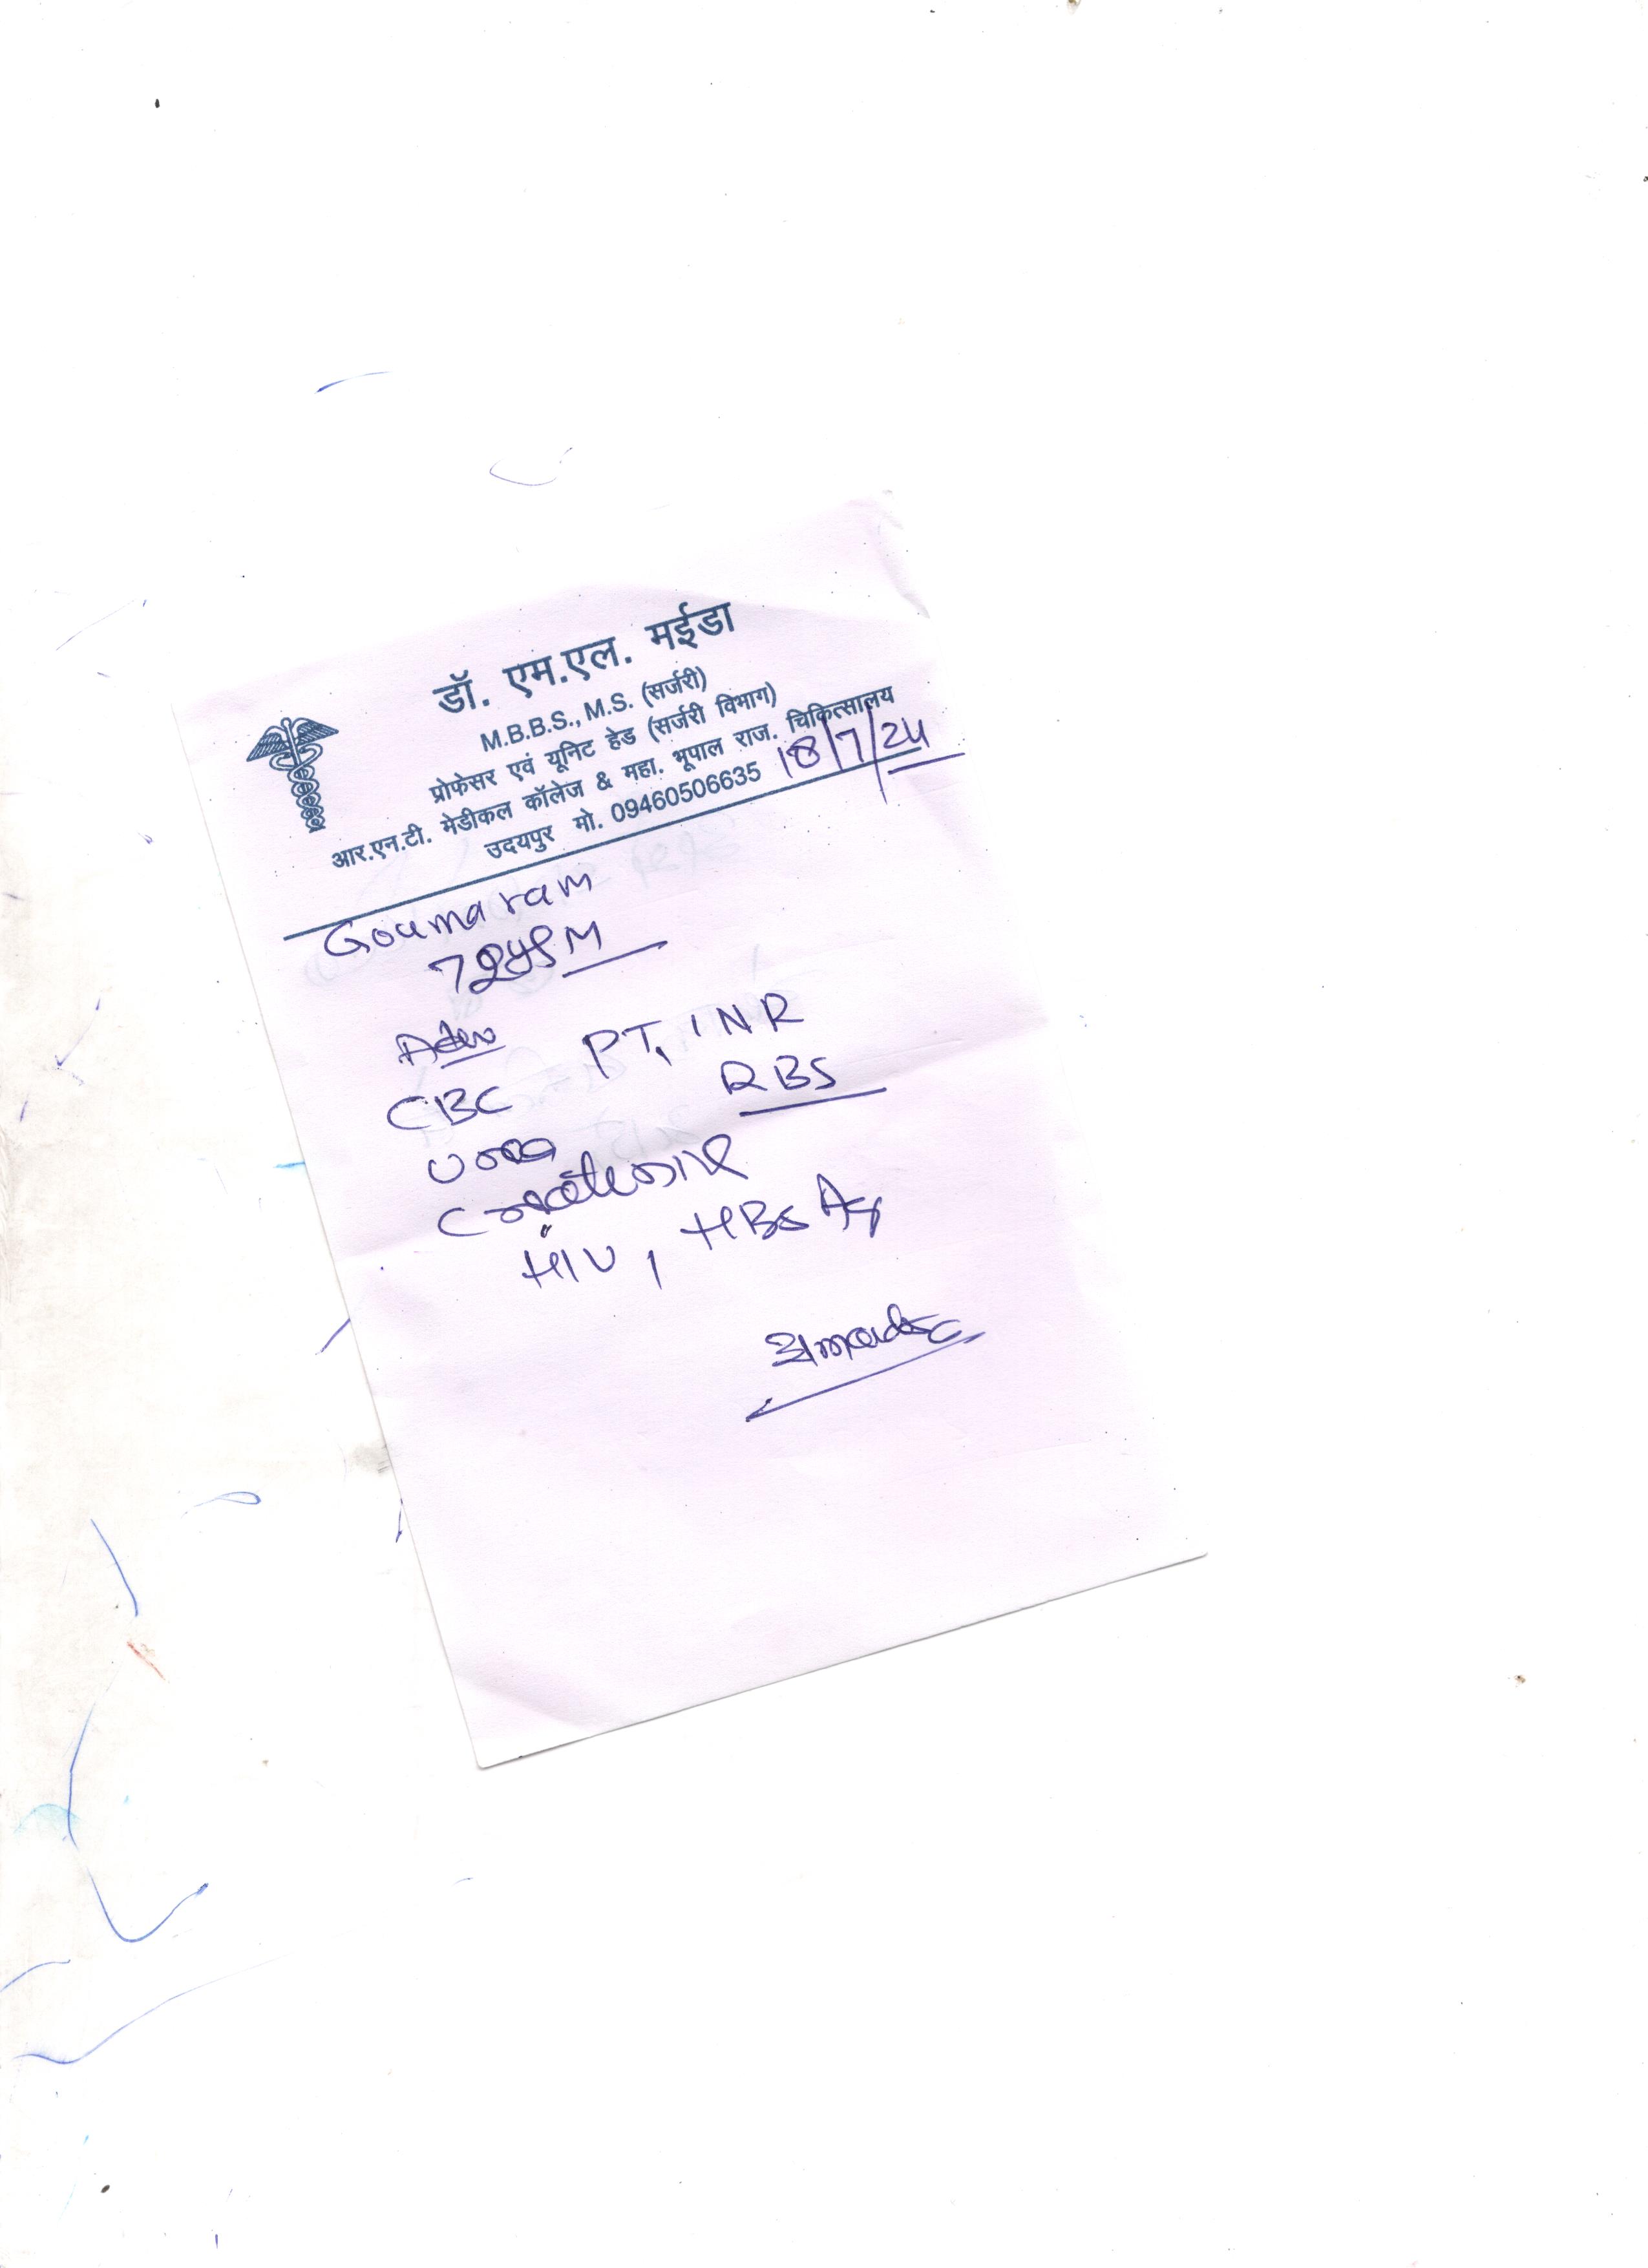 डॉ. एम.एल. मईडा
M.B.B.S., M.S. (सर्जरी)
प्रोफेसर एवं यूनिट हेड (सर्जरी विभाग)
आर.एन.टी. मेडीकल कॉलेज & महा. भूपाल राज. चिकित्सालय
उदयपुर मो. 09460506635
18/7/24
Goumaram
72ys M
Adv
PT, INR
CBC
RBS
Urea
Creatinine
HIV, HBsAg